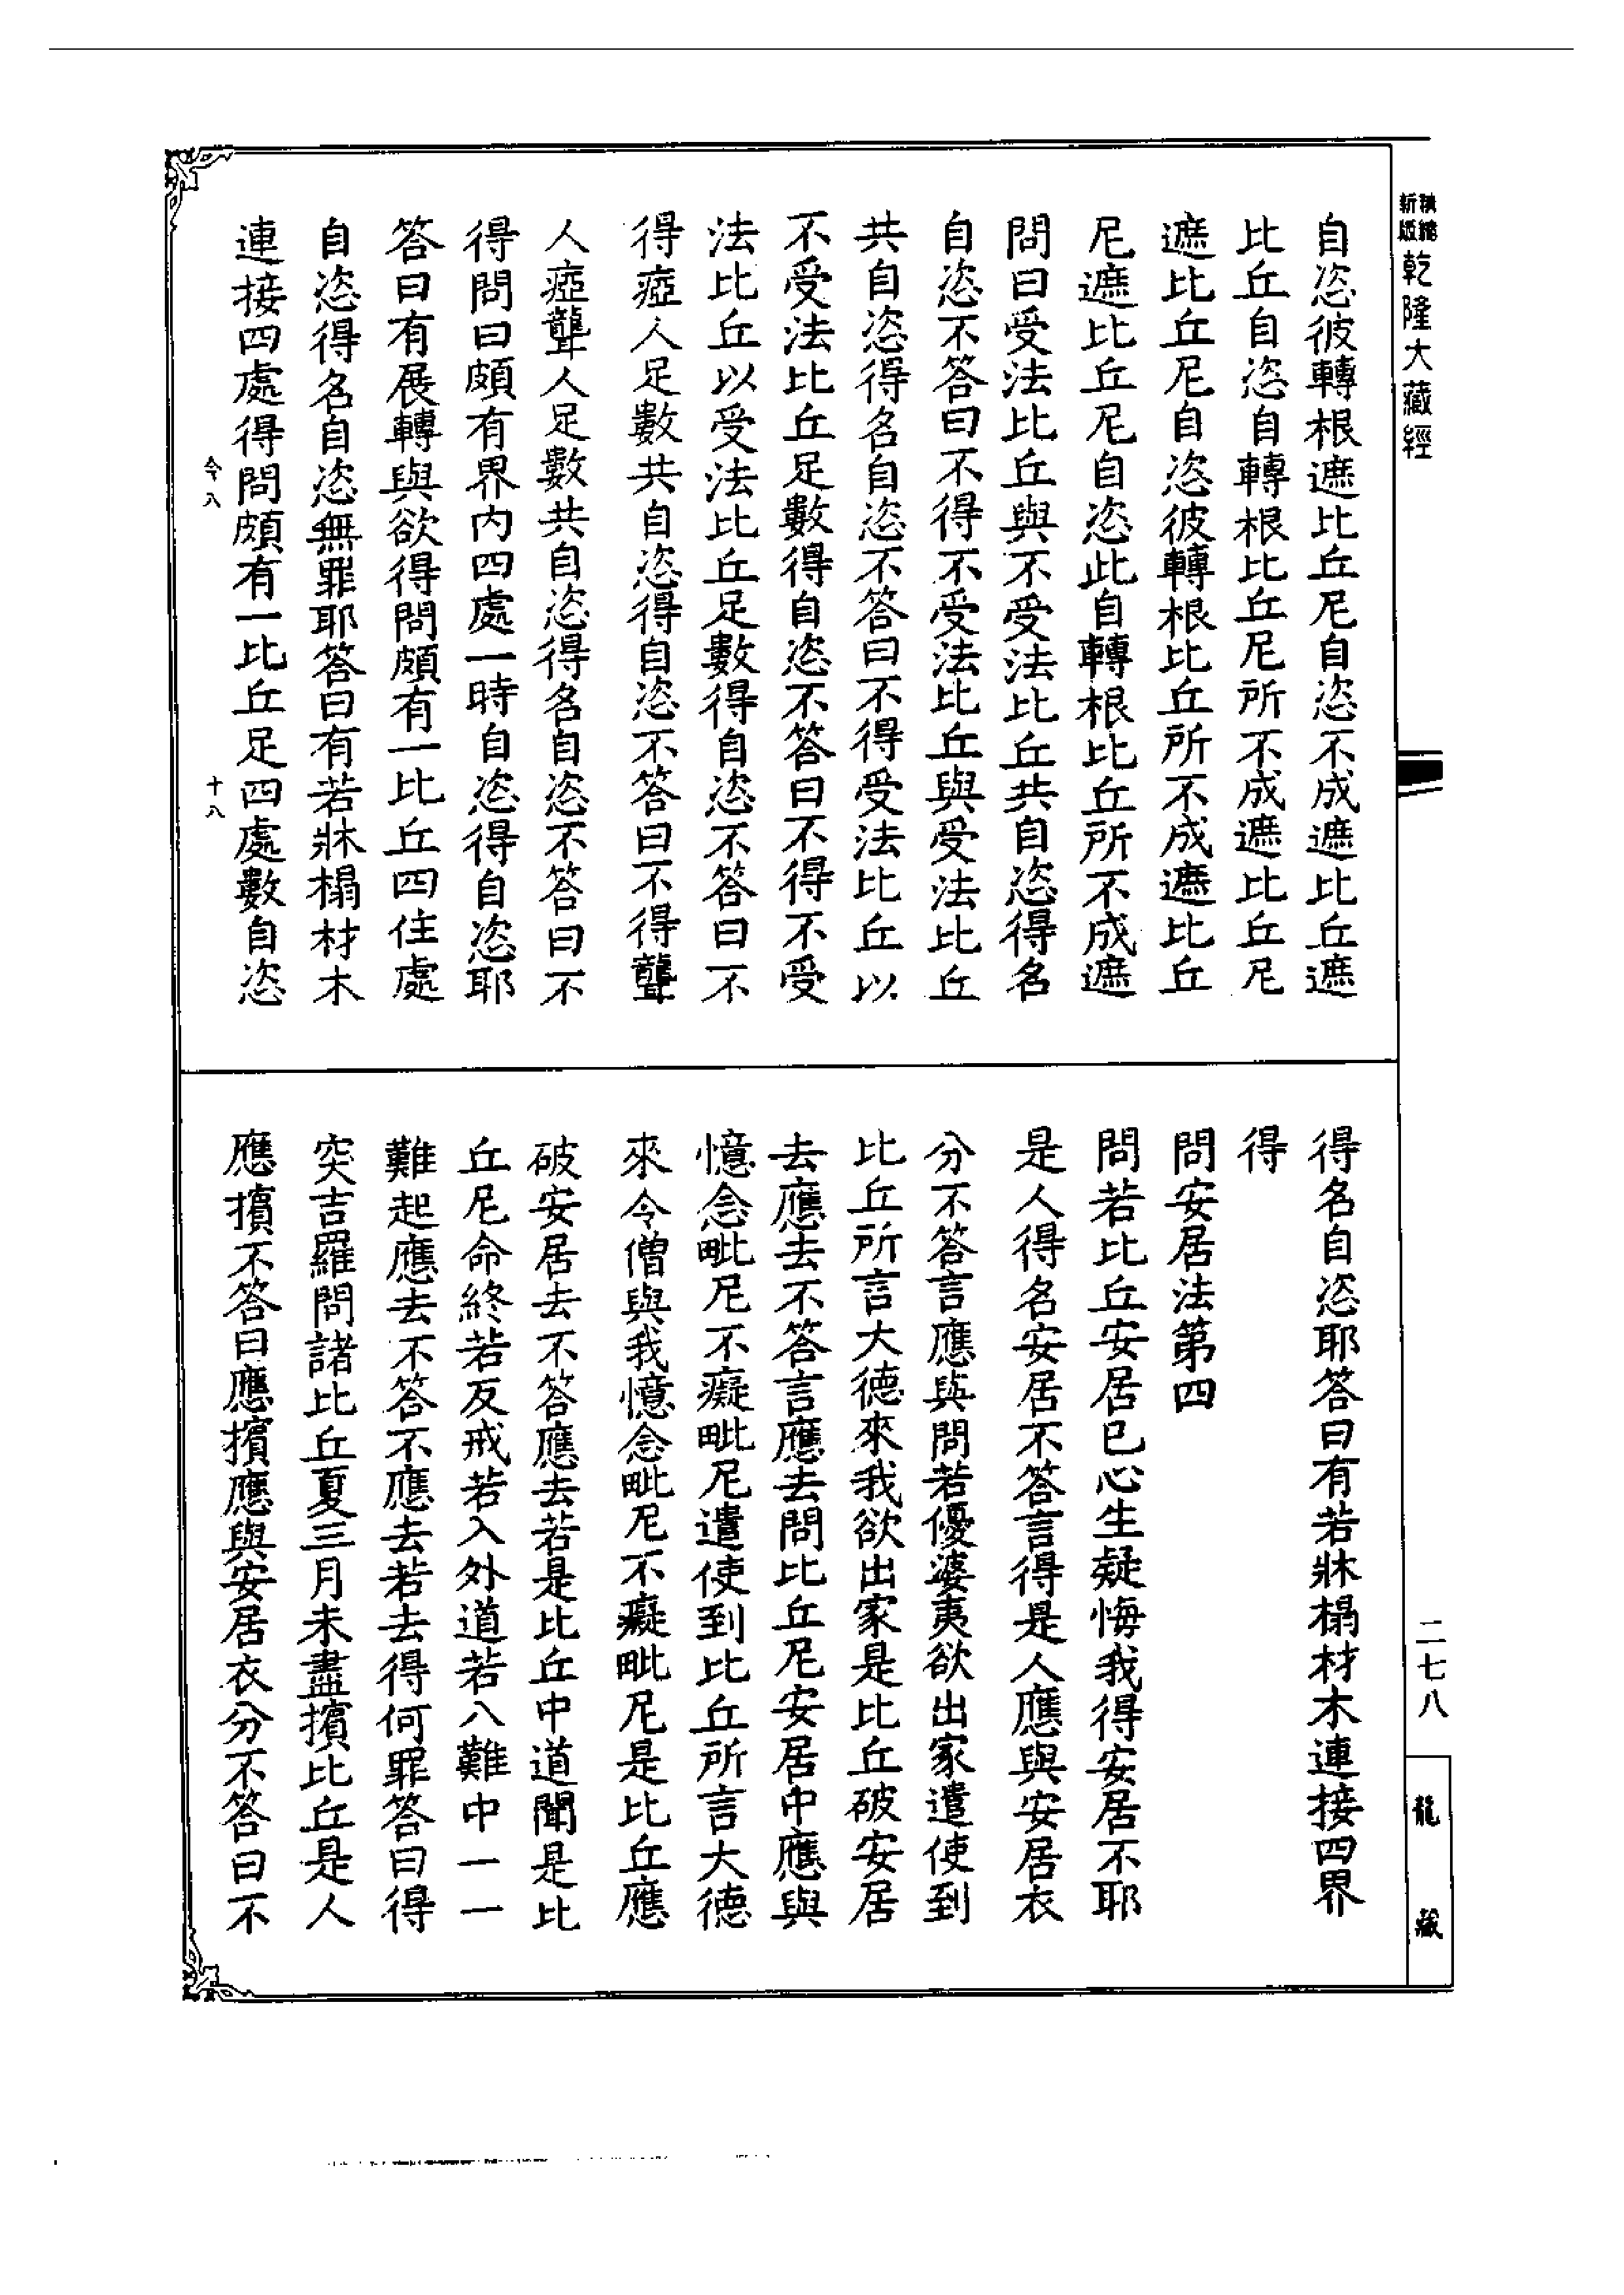 新縮
版精
乾隆大藏經
自恣彼轉根遮比丘尼自恣不成遮比丘遮
比丘自恣自轉根比丘尼所不成遮比丘尼
遮比丘尼自恣彼轉根比丘所不成遮比丘
尼遮比丘尼自恣此自轉根比丘所不成遮
問曰受法比丘與不受法比丘共自恣得名
自恣不答曰不得不受法比丘與受法比丘
共自恣得名自恣不答曰不得受法比丘以
不受法比丘足數得自恣不答曰不得不受
法比丘以受法比丘足數得自恣不答曰不
得瘂人足數共自恣得自恣不答曰不得聾
人瘂聾人足數共自恣得名自恣不答曰不
得問曰頗有界內四處一時自恣得自恣耶
答曰有展轉與欲得問頗有一比丘四住處
自恣得名自恣無罪耶答曰有若牀榻材木
連接四處得問頗有一比丘足四處數自恣
令八
十八
得名自恣耶答曰有若牀榻材木連接四界
得
問安居法第四
問若比丘安居已心生疑悔我得安居不耶
是人得名安居不答言得是人應與安居衣
分不答言應與問若優婆夷欲出家遣使到
比丘所言大德來我欲出家是比丘破安居
去應去不答言應去問比丘尼安居中應與
憶念毗尼不癡毗尼遣使到比丘所言大德
來令僧與我憶念毗尼不癡毗尼是比丘應
破安居去不答應去若是比丘中道聞是比
丘尼命終若反戒若入外道若八難中一一
難起應去不答不應去若去得何罪答曰得
突吉羅問諸比丘夏三月未盡擯比丘是人
應擯不答曰應擯應與安居衣分不答曰不
二七八
龍藏